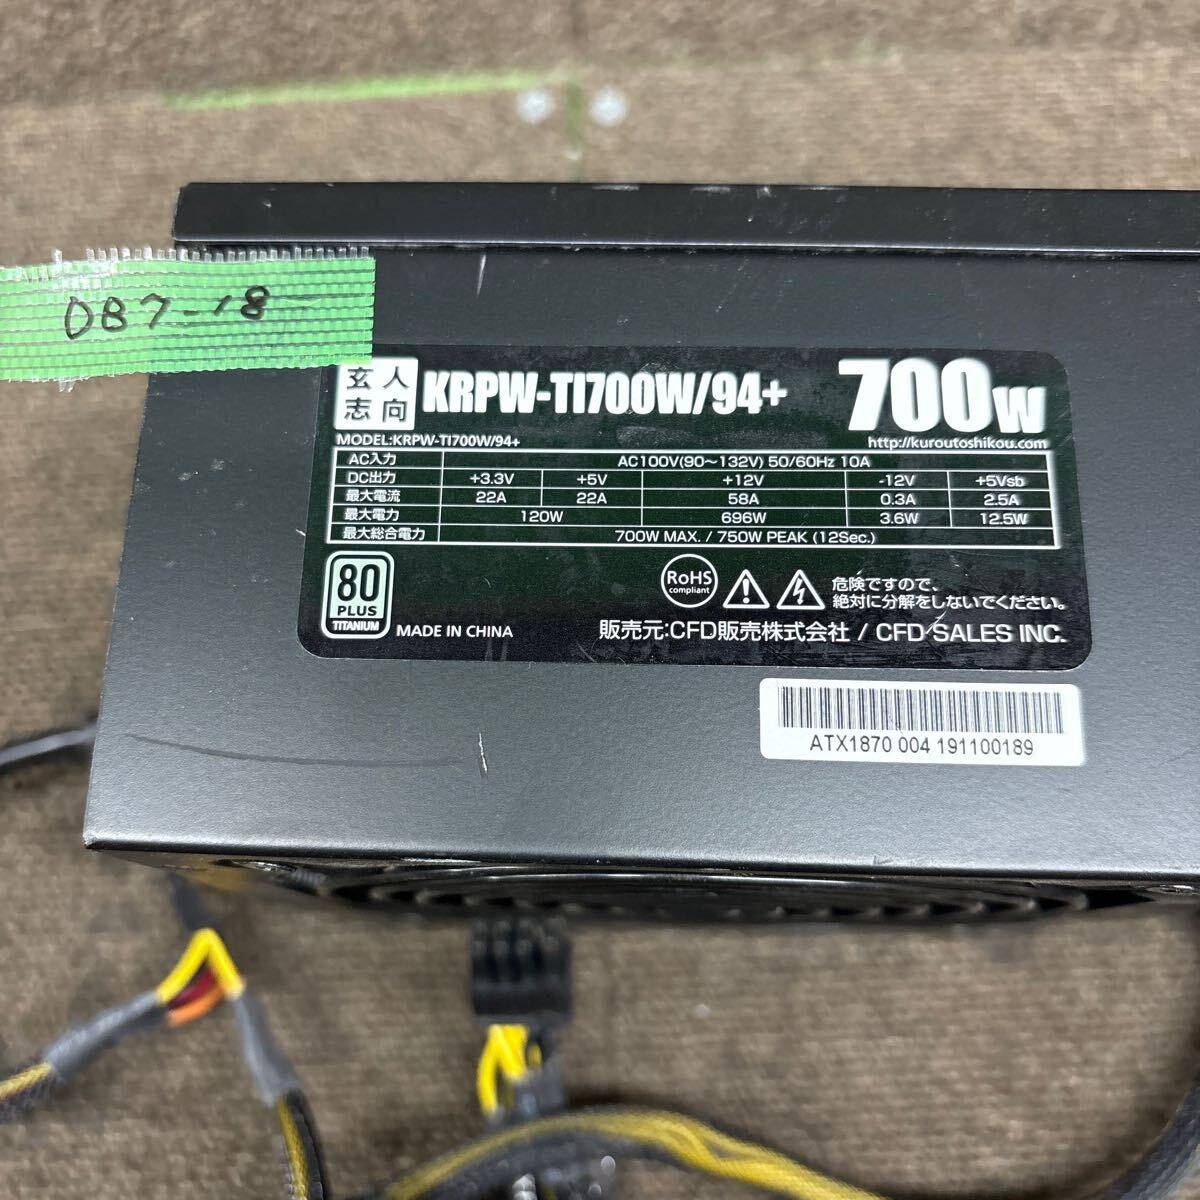 DB7-18
玄人
志向
KRPW-TI700W/94+
700W
MODEL:KRPW-TI700W/94+
http://kuroutoshikou.com
AC入力 AC100V(90～132V) 50/60Hz 10A
DC出力 +3.3V +5V +12V -12V +5Vsb
最大電流 22A 22A 58A 0.3A 2.5A
最大電力 120W 696W 3.6W 12.5W
最大総合電力 700W MAX. / 750W PEAK (12Sec.)
80
PLUS
TITANIUM
MADE IN CHINA
RoHS
compliant
危険ですので、
絶対に分解をしないでください。
販売元:CFD販売株式会社 / CFD SALES INC.
ATX1870 004 191100189